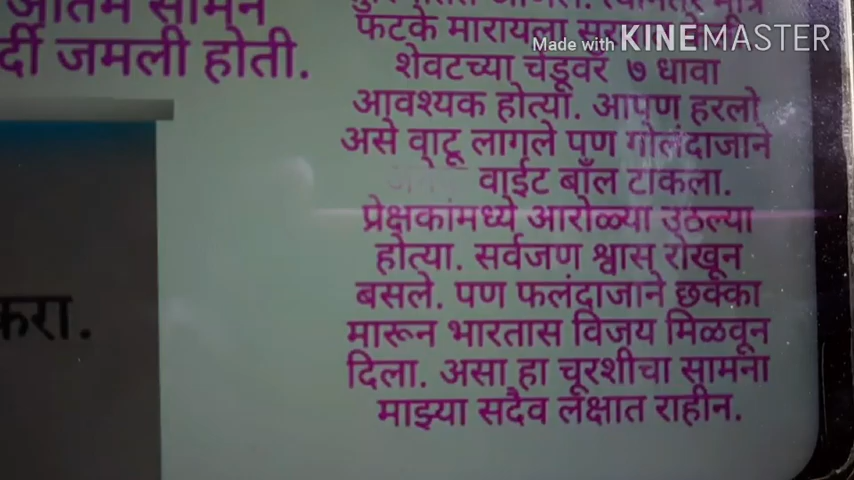 अंतिम सामन
र्दी जमली होती.
करा.
फटके मारायला
Made with KINEMASTER
शेवटच्या चेंडूवर ७ धावा
आवश्यक होत्या. आपण हरलो
असे वाटू लागले पण गोलंदाजाने
वाईट बॉल टाकला.
प्रेक्षकांमध्ये आरोळ्या उठल्या
होत्या. सर्वजण श्वास रोखून
बसले. पण फलंदाजाने छक्का
मारून भारतास विजय मिळवून
दिला. असा हा चूरशीचा सामना
माझ्या सदैव लक्षात राहीन.